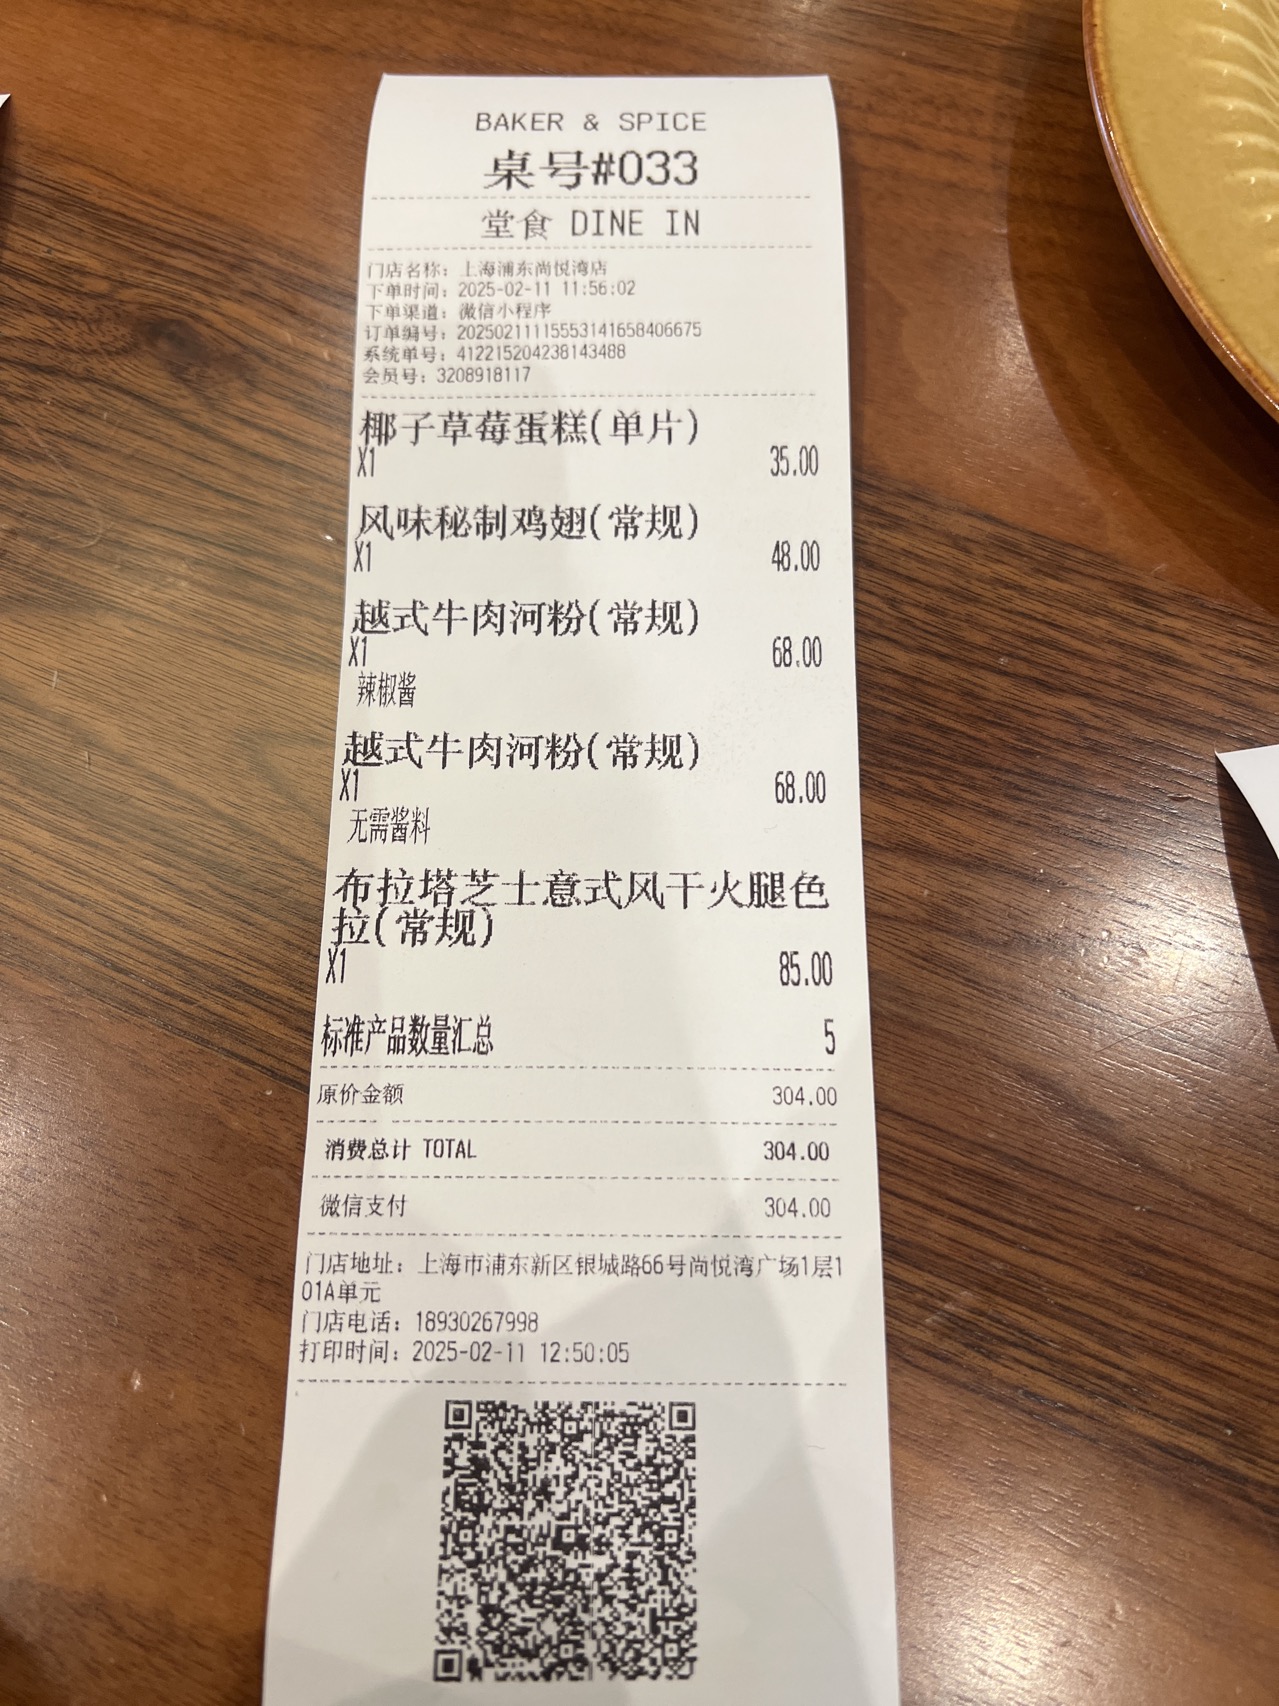 BAKER & SPICE
桌号#033
堂食 DINE IN
门店名称: 上海浦东尚悦湾店
下单时间: 2025-02-11 11:56:02
下单渠道: 微信小程序
订单编号: 20250211115553141658406675
系统单号: 412215204238143488
会员号: 3208918117
椰子草莓蛋糕(单片)
X1 35.00
风味秘制鸡翅(常规)
X1 48.00
越式牛肉河粉(常规)
X1 68.00
辣椒酱
越式牛肉河粉(常规)
X1 68.00
无需酱料
布拉塔芝士意式风干火腿色
拉(常规)
X1 85.00
标准产品数量汇总 5
原价金额 304.00
消费总计 TOTAL 304.00
微信支付 304.00
门店地址: 上海市浦东新区银城路66号尚悦湾广场1层1
01A单元
门店电话: 18930267998
打印时间: 2025-02-11 12:50:05